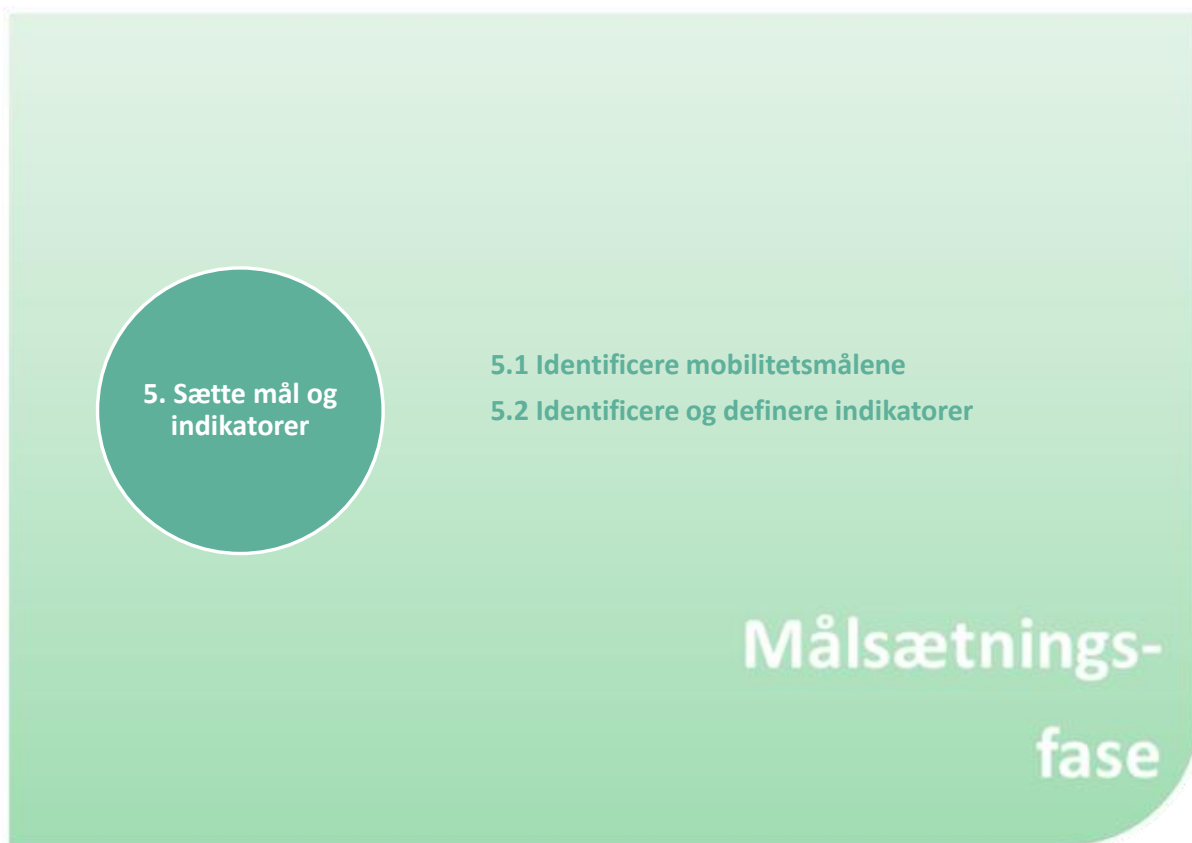 5. Sætte mål og
indikatorer
5.1 Identificere mobilitetsmålene
5.2 Identificere og definere indikatorer
Målsætnings-
fase